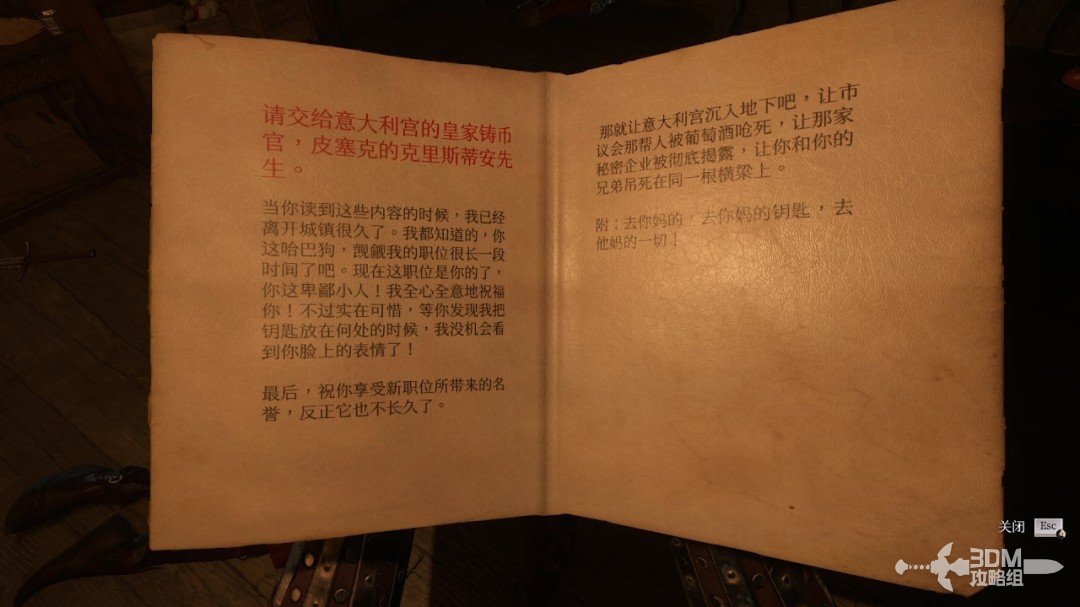 请交给意大利宫的皇家铸币
官，皮塞克的克里斯蒂安先
生。
当你读到这些内容的时候，我已经
离开城镇很久了。我都知道的，你
这哈巴狗，觊觎我的职位很长一段
时间了吧。现在这职位是你的了，
你这卑鄙小人！我全心全意地祝福
你！不过实在可惜，等你发现我把
钥匙放在何处的时候，我没机会看
到你脸上的表情了！
最后，祝你享受新职位所带来的名
誉，反正它也不长久了。
那就让意大利宫沉入地下吧，让市
议会那帮人被葡萄酒呛死，让那家
秘密企业被彻底揭露，让你和你的
兄弟吊死在同一根横梁上。
附：去你妈的，去你妈的钥匙，去
他妈的一切！
关闭 Esc
3DM
攻略组